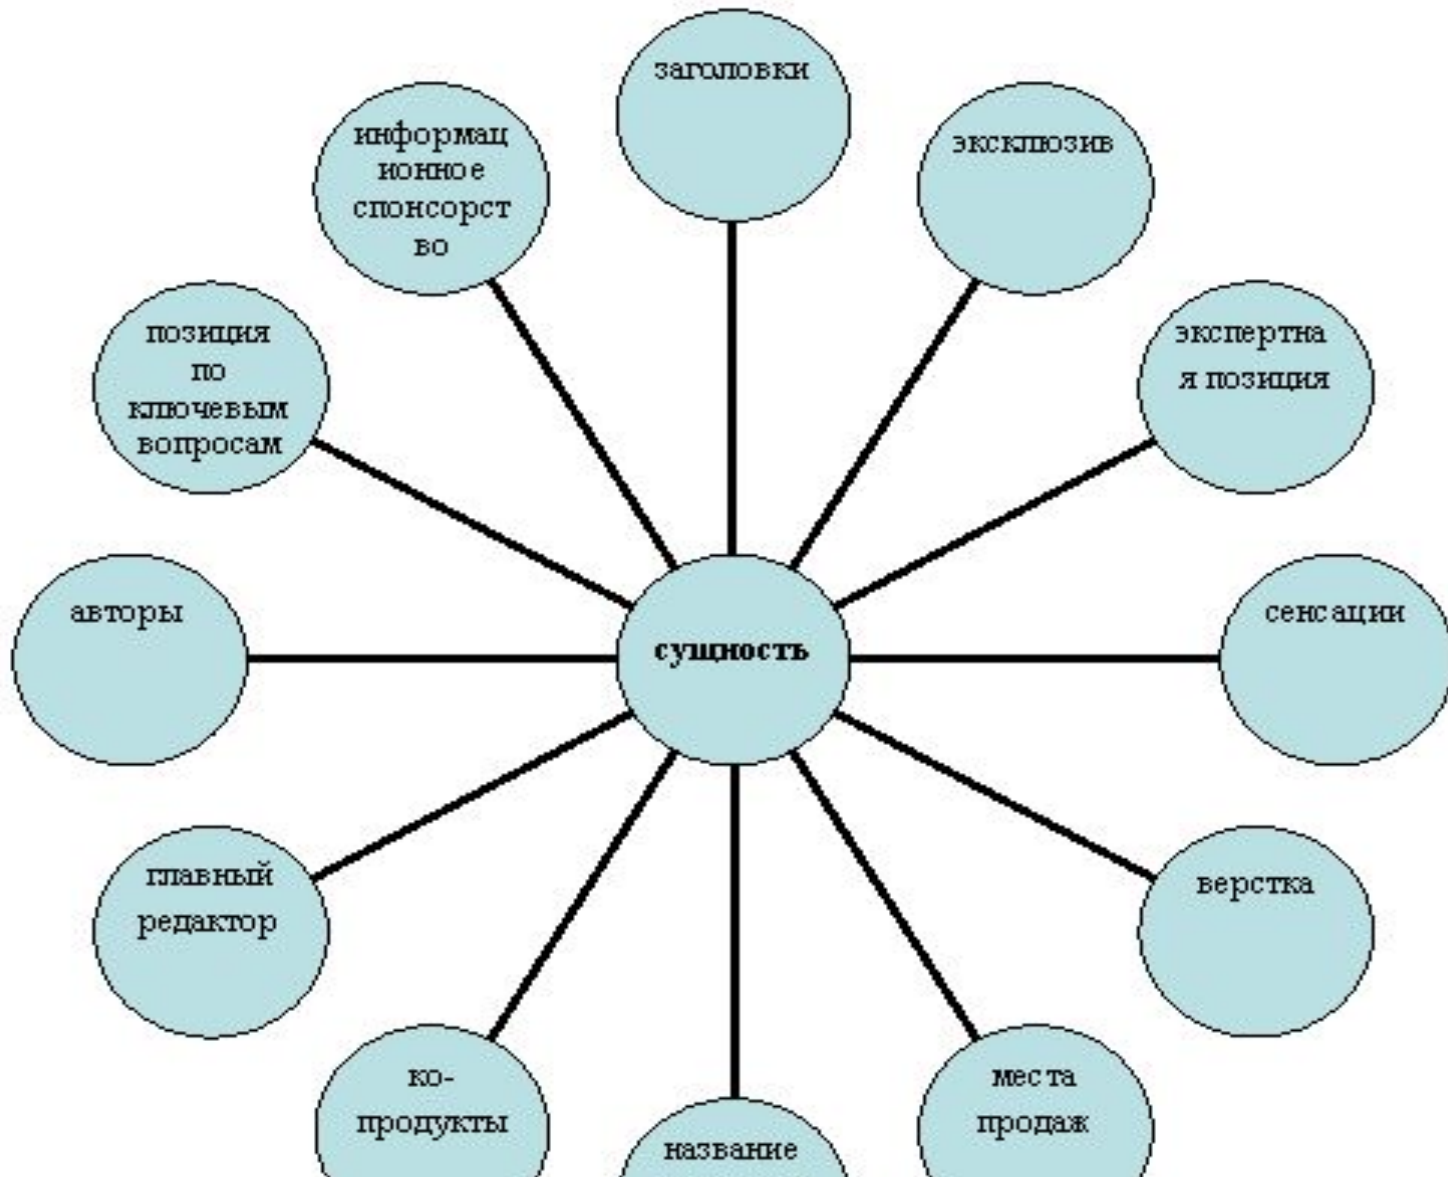 заголовки
информац
ионное
спонсорст
во
эксклюзив
позиция
по
ключевым
вопросам
экспертна
я позиция
авторы
сущность
сенсации
главный
редактор
верстка
ко-
продукты
название
места
продаж